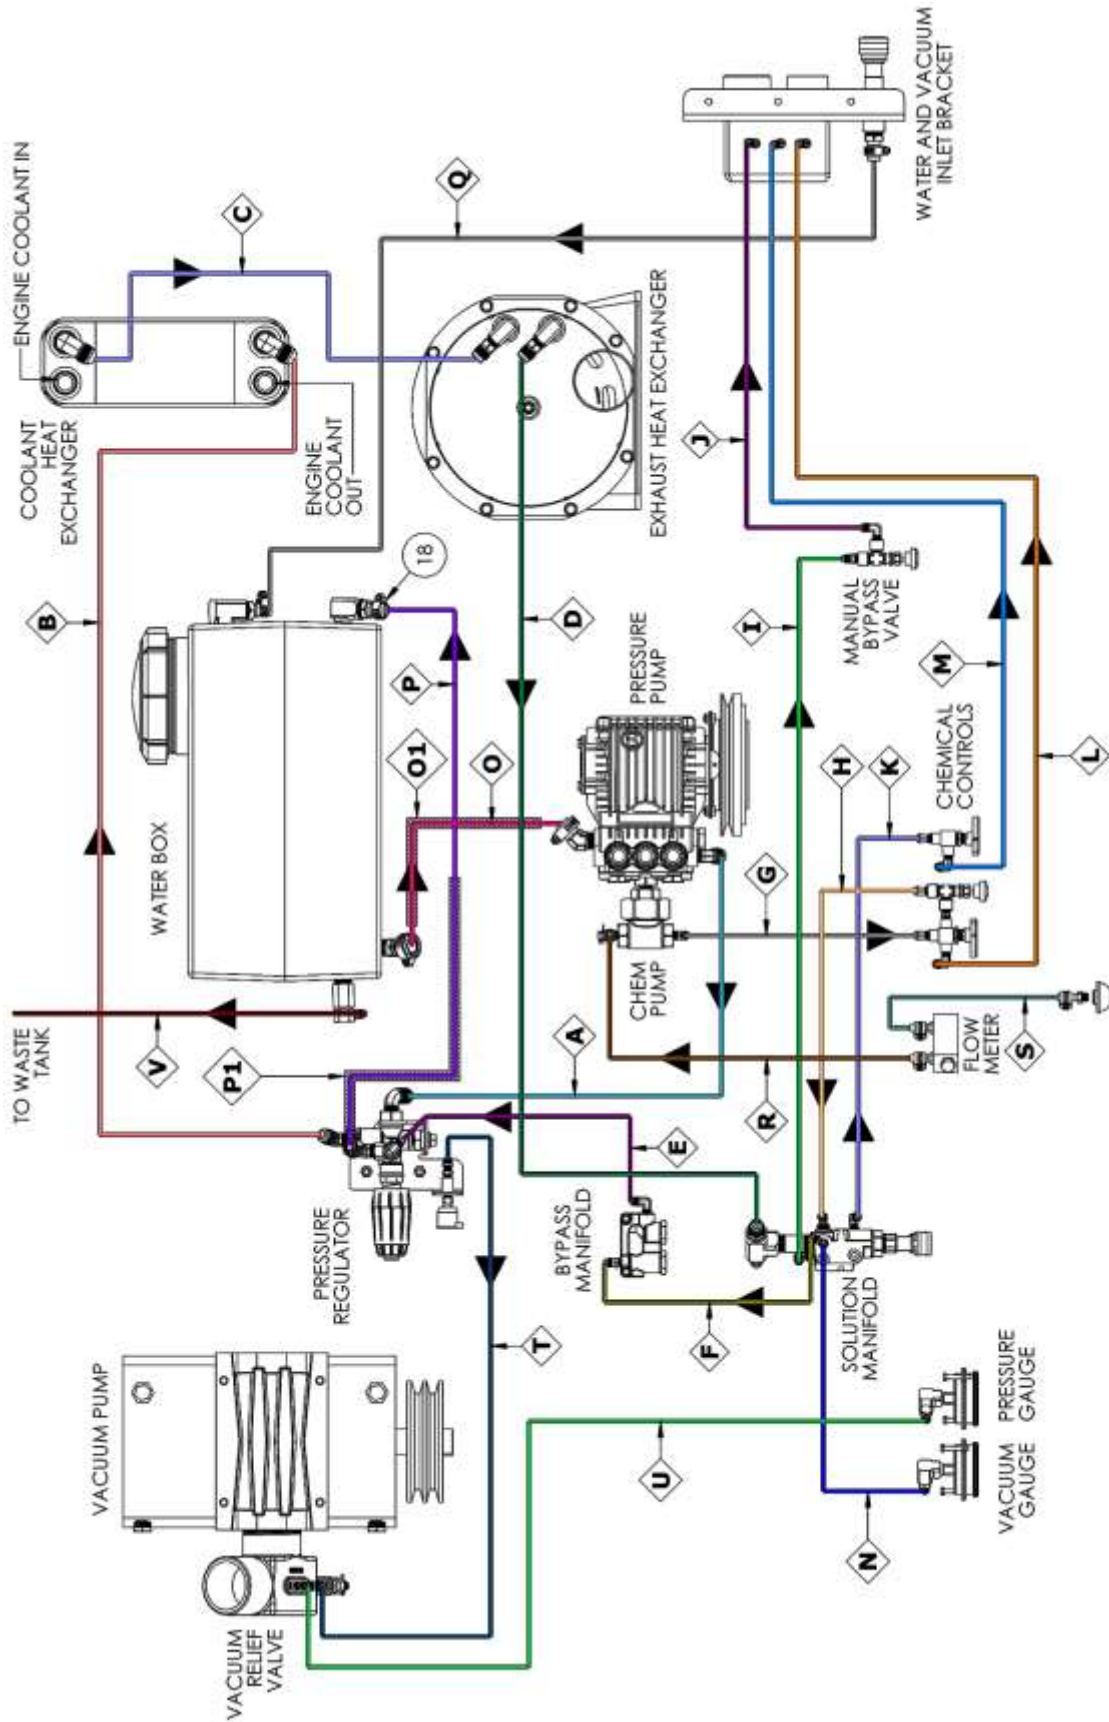 TO WASTE
TANK
ENGINE COOLANT IN
COOLANT
HEAT
EXCHANGER
B
VACUUM PUMP
V
WATER BOX
C
VACUUM
RELIEF
VALVE
P1
ENGINE
COOLANT
OUT
PRESSURE
REGULATOR
P
18
O1
Q
O
T
BYPASS
MANIFOLD
A
D
PRESSURE
PUMP
EXHAUST HEAT EXCHANGER
CHEM
PUMP
E
U
F
G
J
I
R
SOLUTION
MANIFOLD
H
MANUAL
BYPASS
VALVE
N
K
WATER AND VACUUM
INLET BRACKET
M
CHEMICAL
CONTROLS
FLOW
METER
VACUUM
GAUGE
PRESSURE
GAUGE
S
L